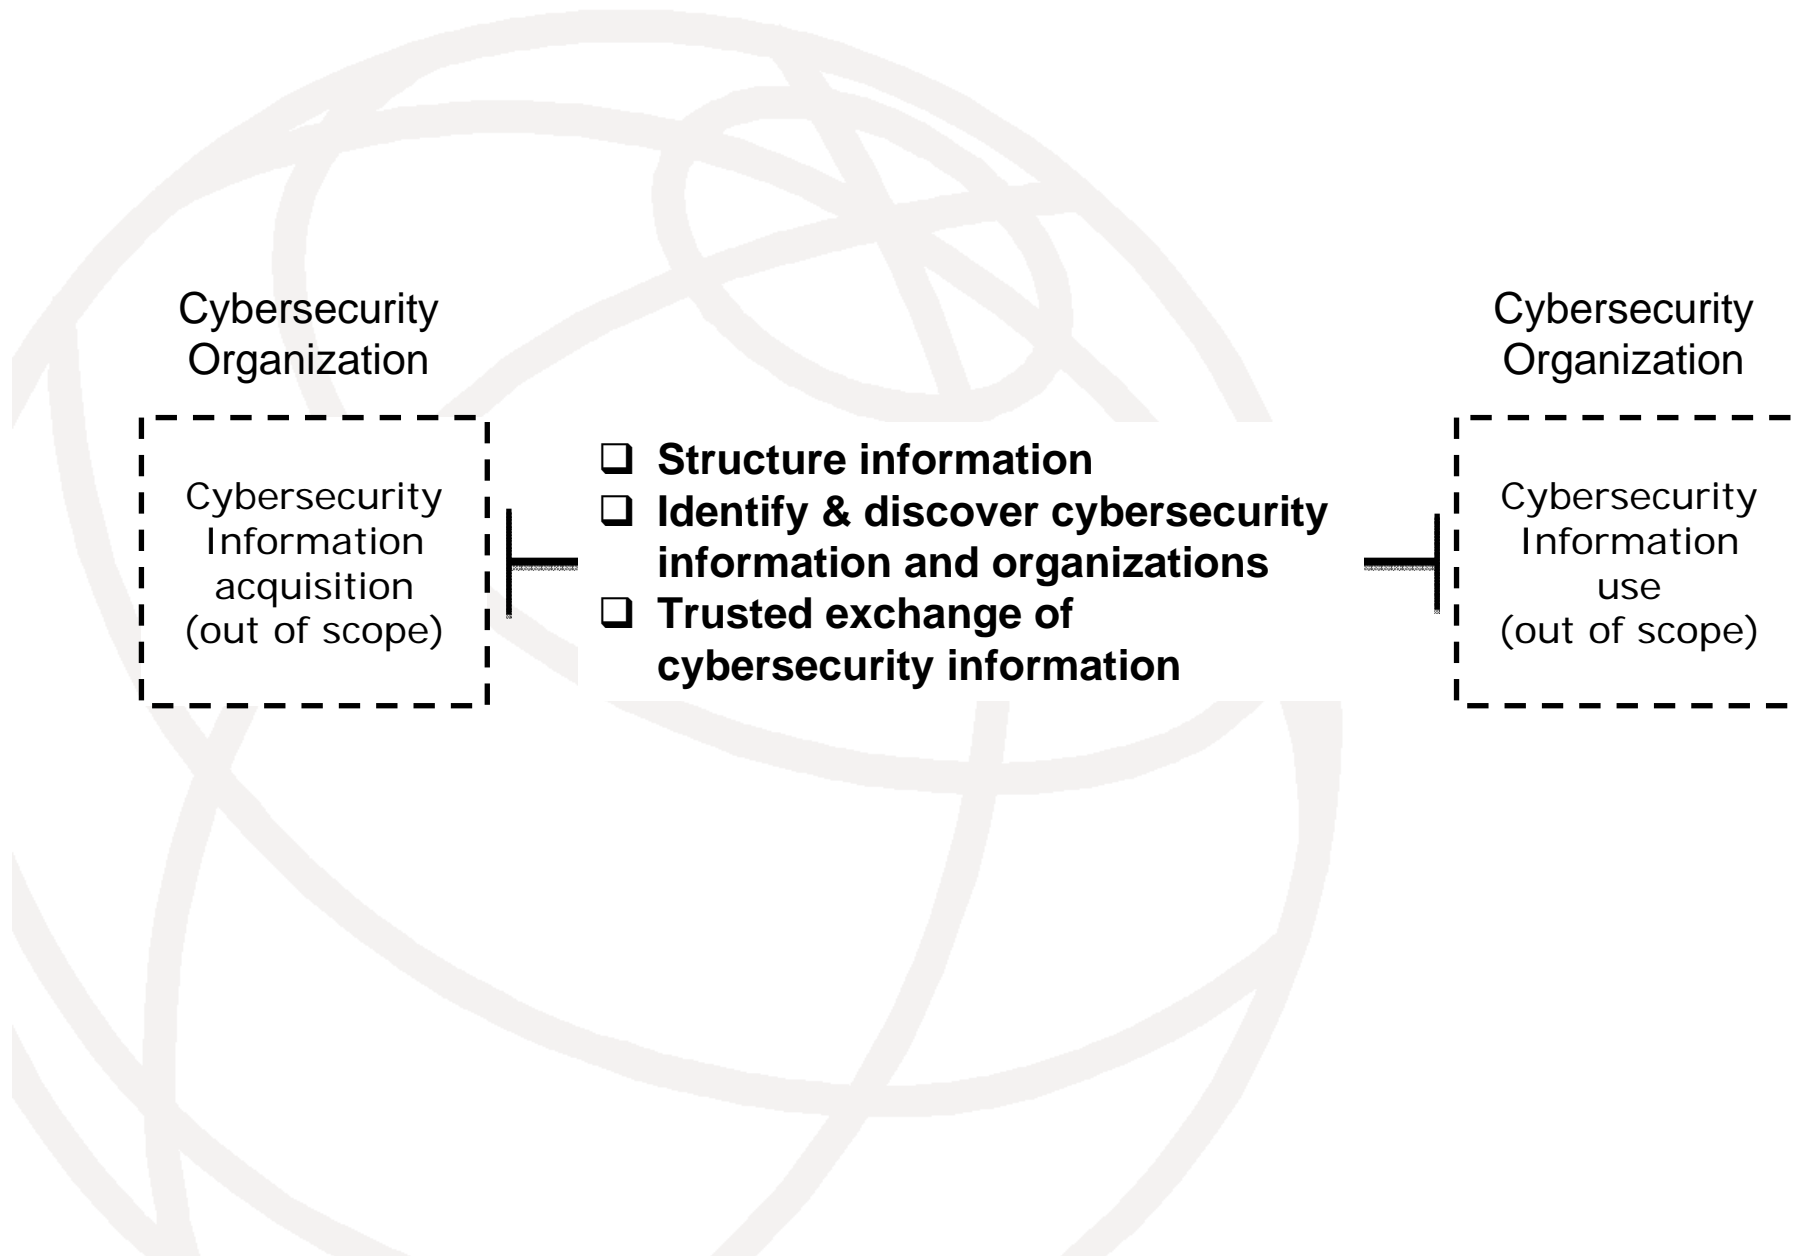 Cybersecurity
Organization
Cybersecurity
Information
acquisition
(out of scope)
❑ Structure information
❑ Identify & discover cybersecurity
information and organizations
❑ Trusted exchange of
cybersecurity information
Cybersecurity
Organization
Cybersecurity
Information
use
(out of scope)